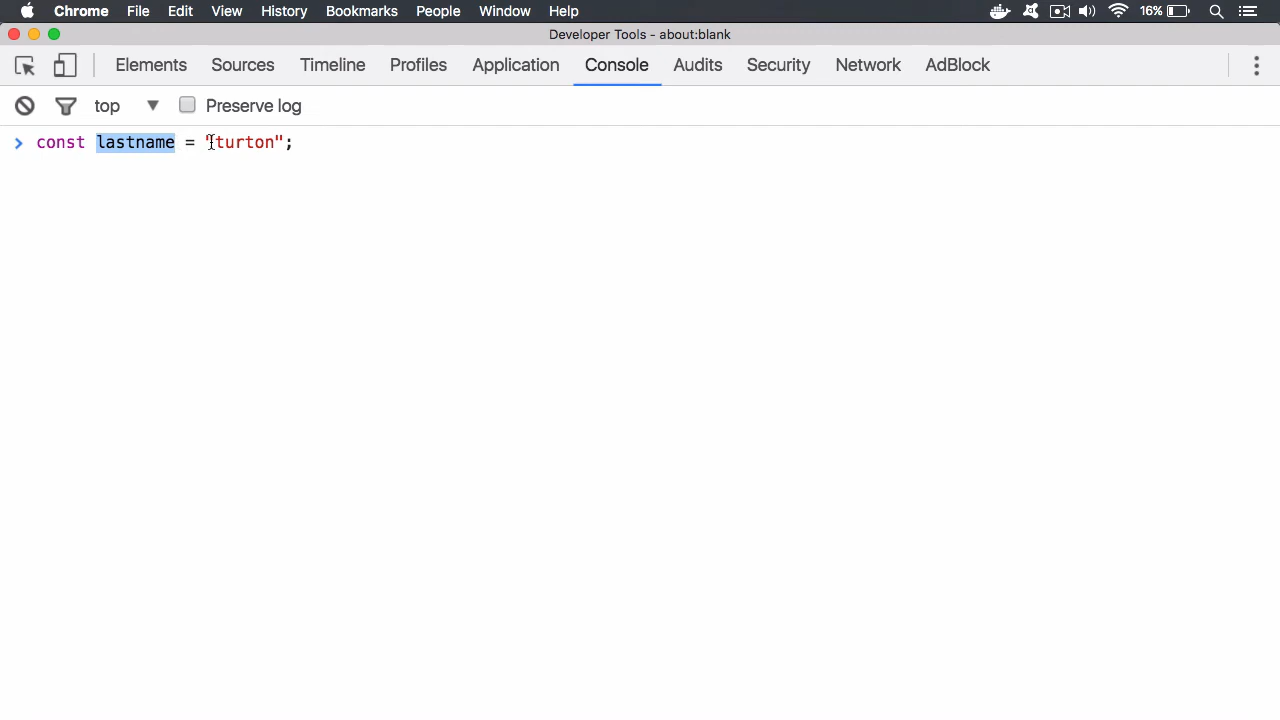 Chrome File Edit View History Bookmarks People Window Help 16%
Developer Tools - about:blank
Elements Sources Timeline Profiles Application Console Audits Security Network AdBlock
top Preserve log
const lastname = "turton";